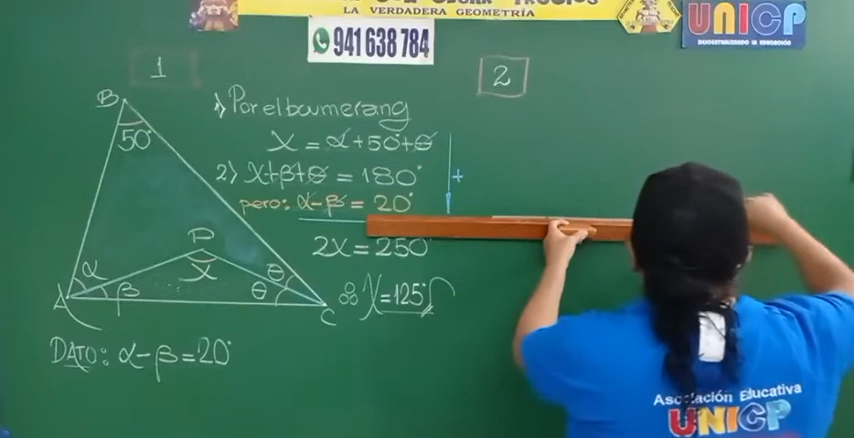 LA VERDADERA GEOMETRÍA
941 638 784
UNICP
1
2
B
50°
P
α
x
θ
A
β
θ
C
DATO: α-β=20°
1) Por el boumerang
x = α+50°+θ
2) x+β+θ = 180°
pero: α-β = 20°
+
2x = 250°
∴ x=125°
Asociación Educativa
UNICP